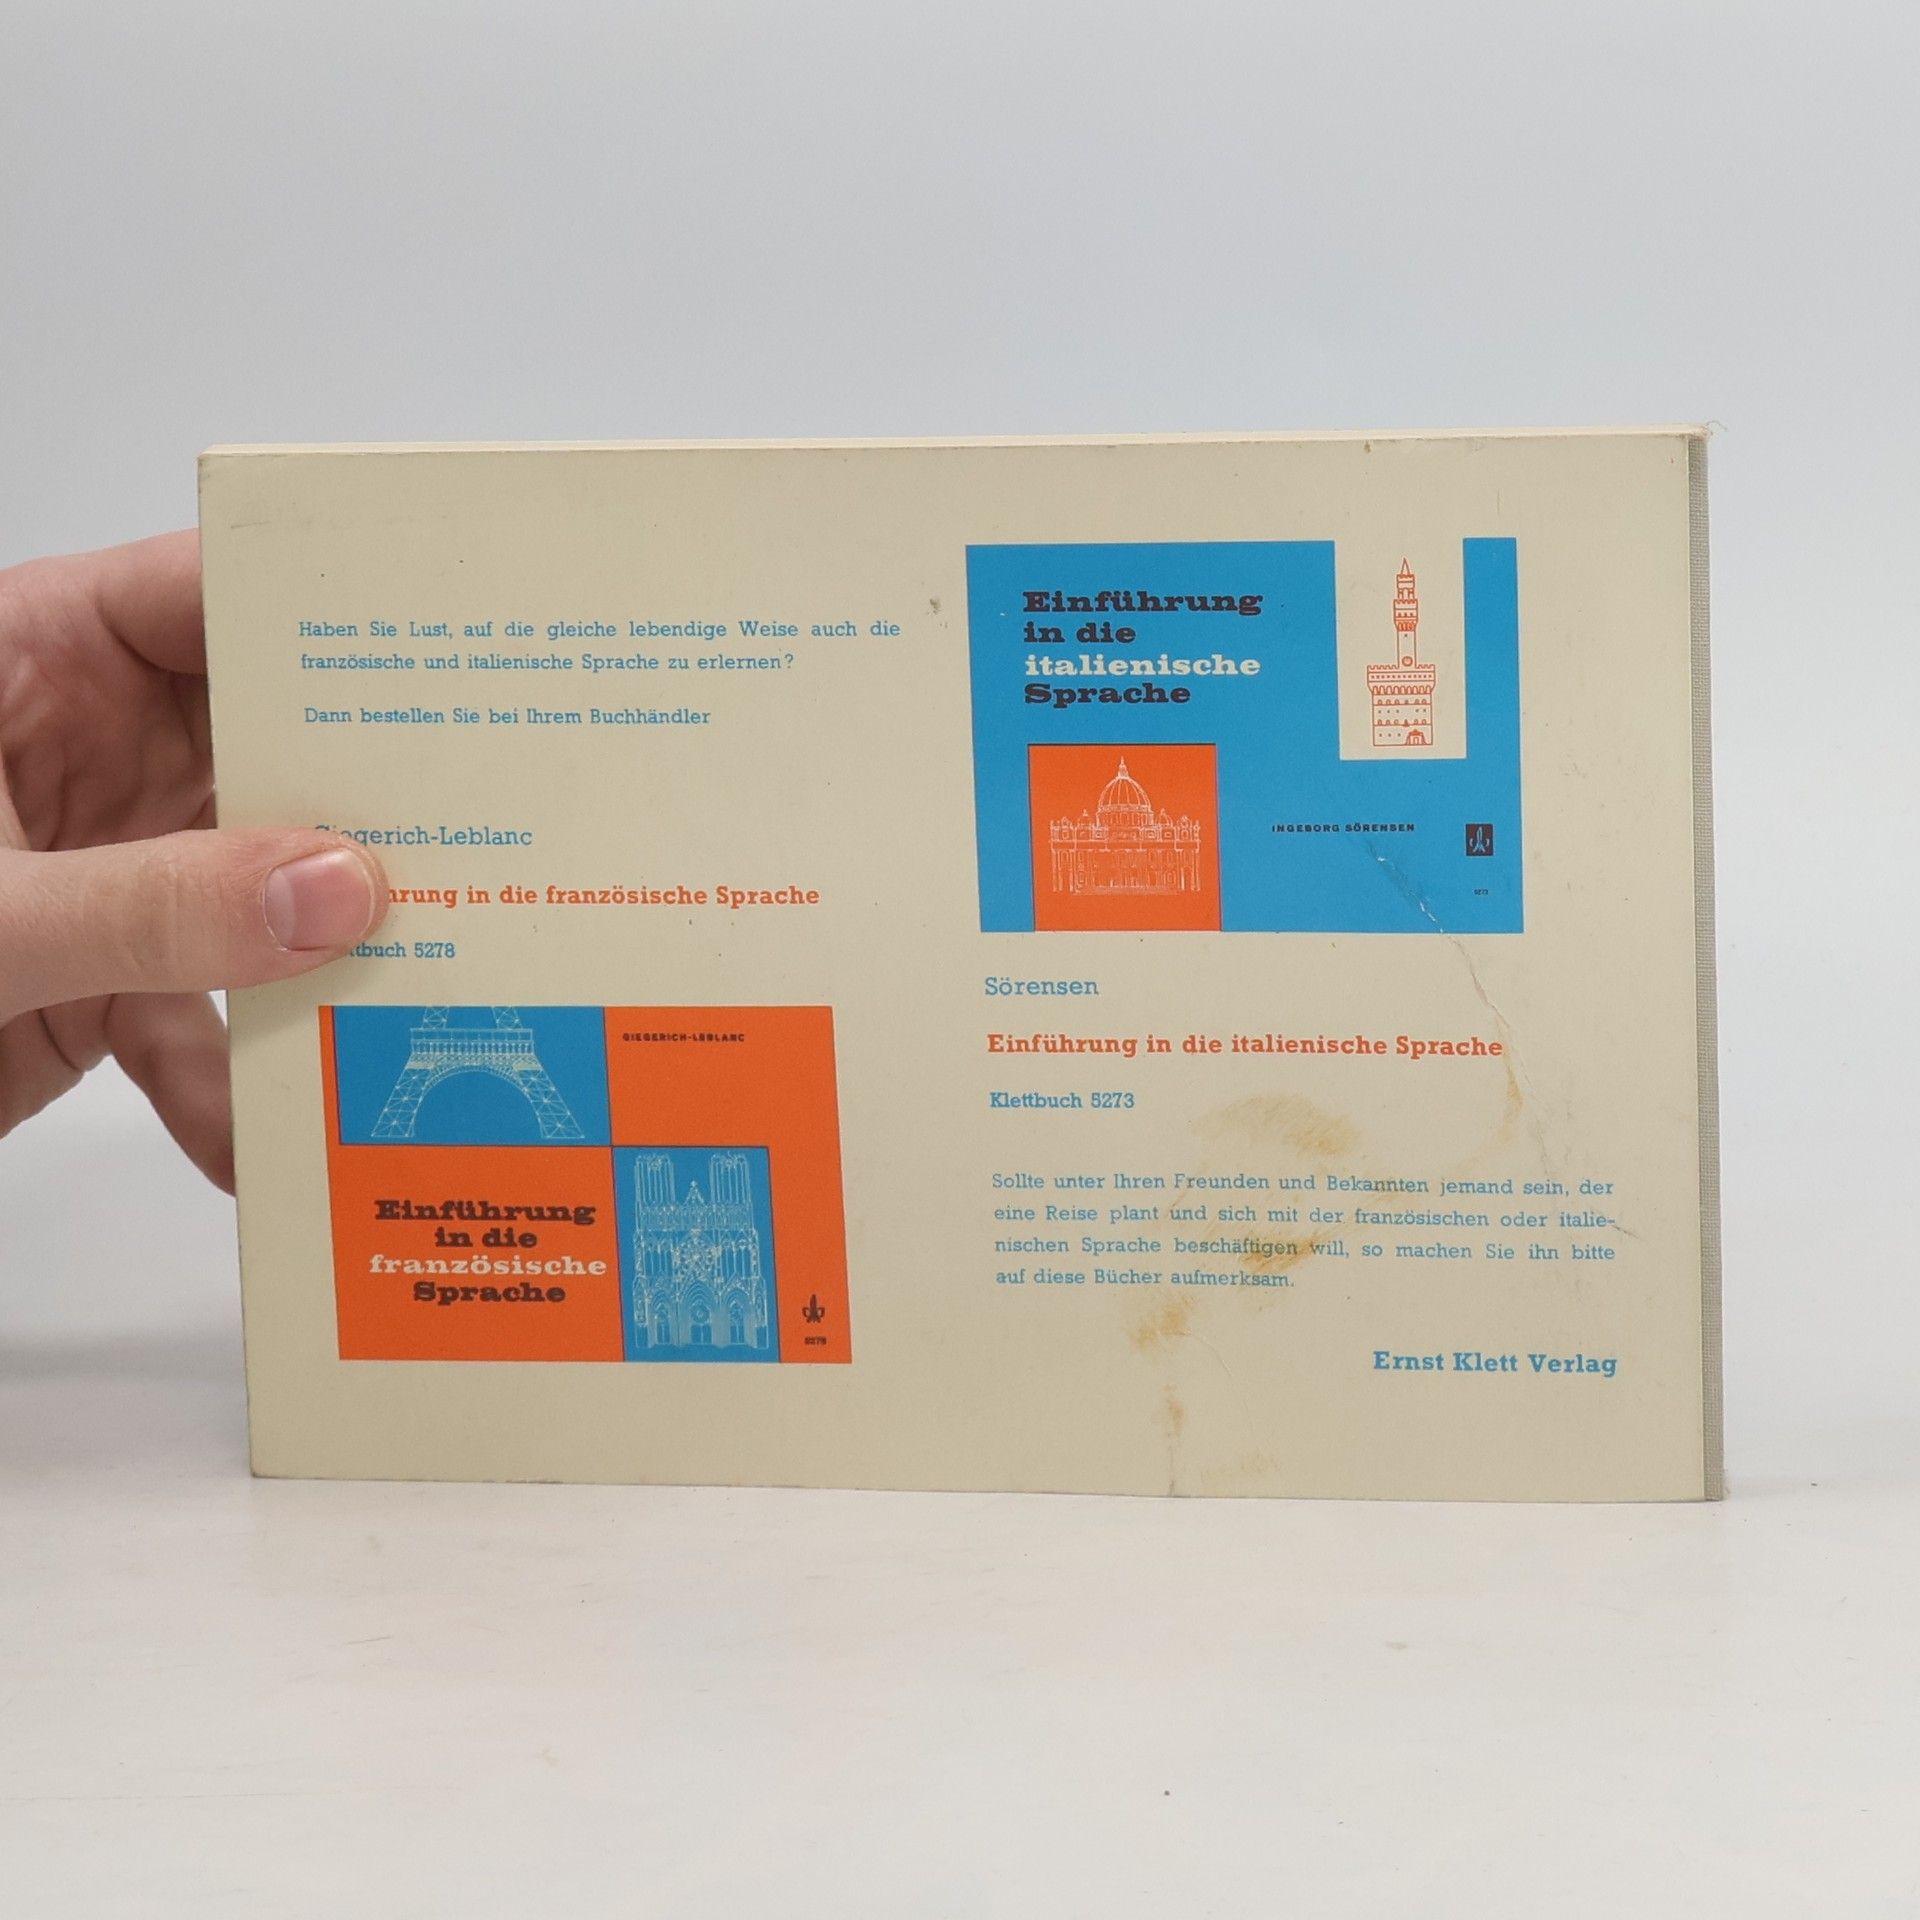 Haben Sie Lust, auf die gleiche lebendige Weise auch die
französische und italienische Sprache zu erlernen?
Dann bestellen Sie bei Ihrem Buchhändler
Giegerich-Leblanc
in die französische Sprache
5278
GIEGERICH-LEBLANC
Einführung
in die
französische
Sprache
5278
Einführung
in die
italienische
Sprache
INGEBORG SÖRENSEN
5273
Sörensen
Einführung in die italienische Sprache
Klettbuch 5273
Sollte unter Ihren Freunden und Bekannten jemand sein, der
eine Reise plant und sich mit der französischen oder italie-
nischen Sprache beschäftigen will, so machen Sie ihn bitte
auf diese Bücher aufmerksam.
Ernst Klett Verlag